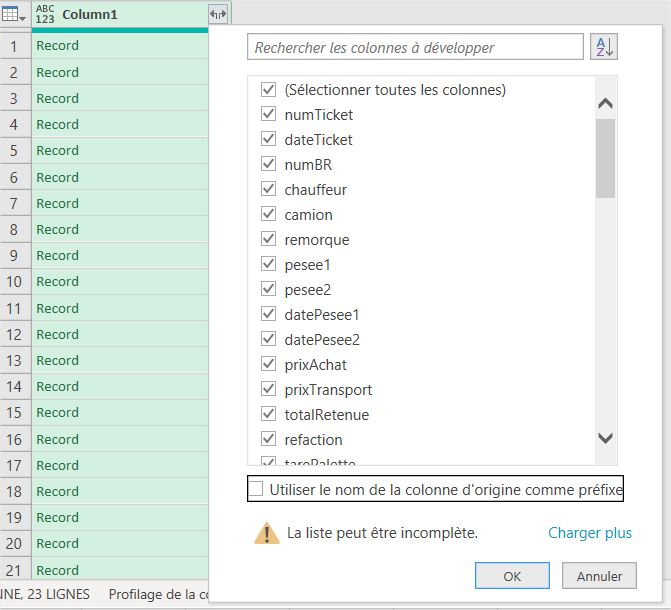 ABC 123 Column1
Rechercher les colonnes à développer
A Z
1 Record
2 Record
3 Record
4 Record
5 Record
6 Record
7 Record
8 Record
9 Record
10 Record
11 Record
12 Record
13 Record
14 Record
15 Record
16 Record
17 Record
18 Record
19 Record
20 Record
21 Record
(Sélectionner toutes les colonnes)
numTicket
dateTicket
numBR
chauffeur
camion
remorque
pesee1
pesee2
datePesee1
datePesee2
prixAchat
prixTransport
totalRetenue
refaction
tarePalette
Utiliser le nom de la colonne d'origine comme préfixe
La liste peut être incomplète. Charger plus
OK Annuler
NNE, 23 LIGNES Profilage de la co